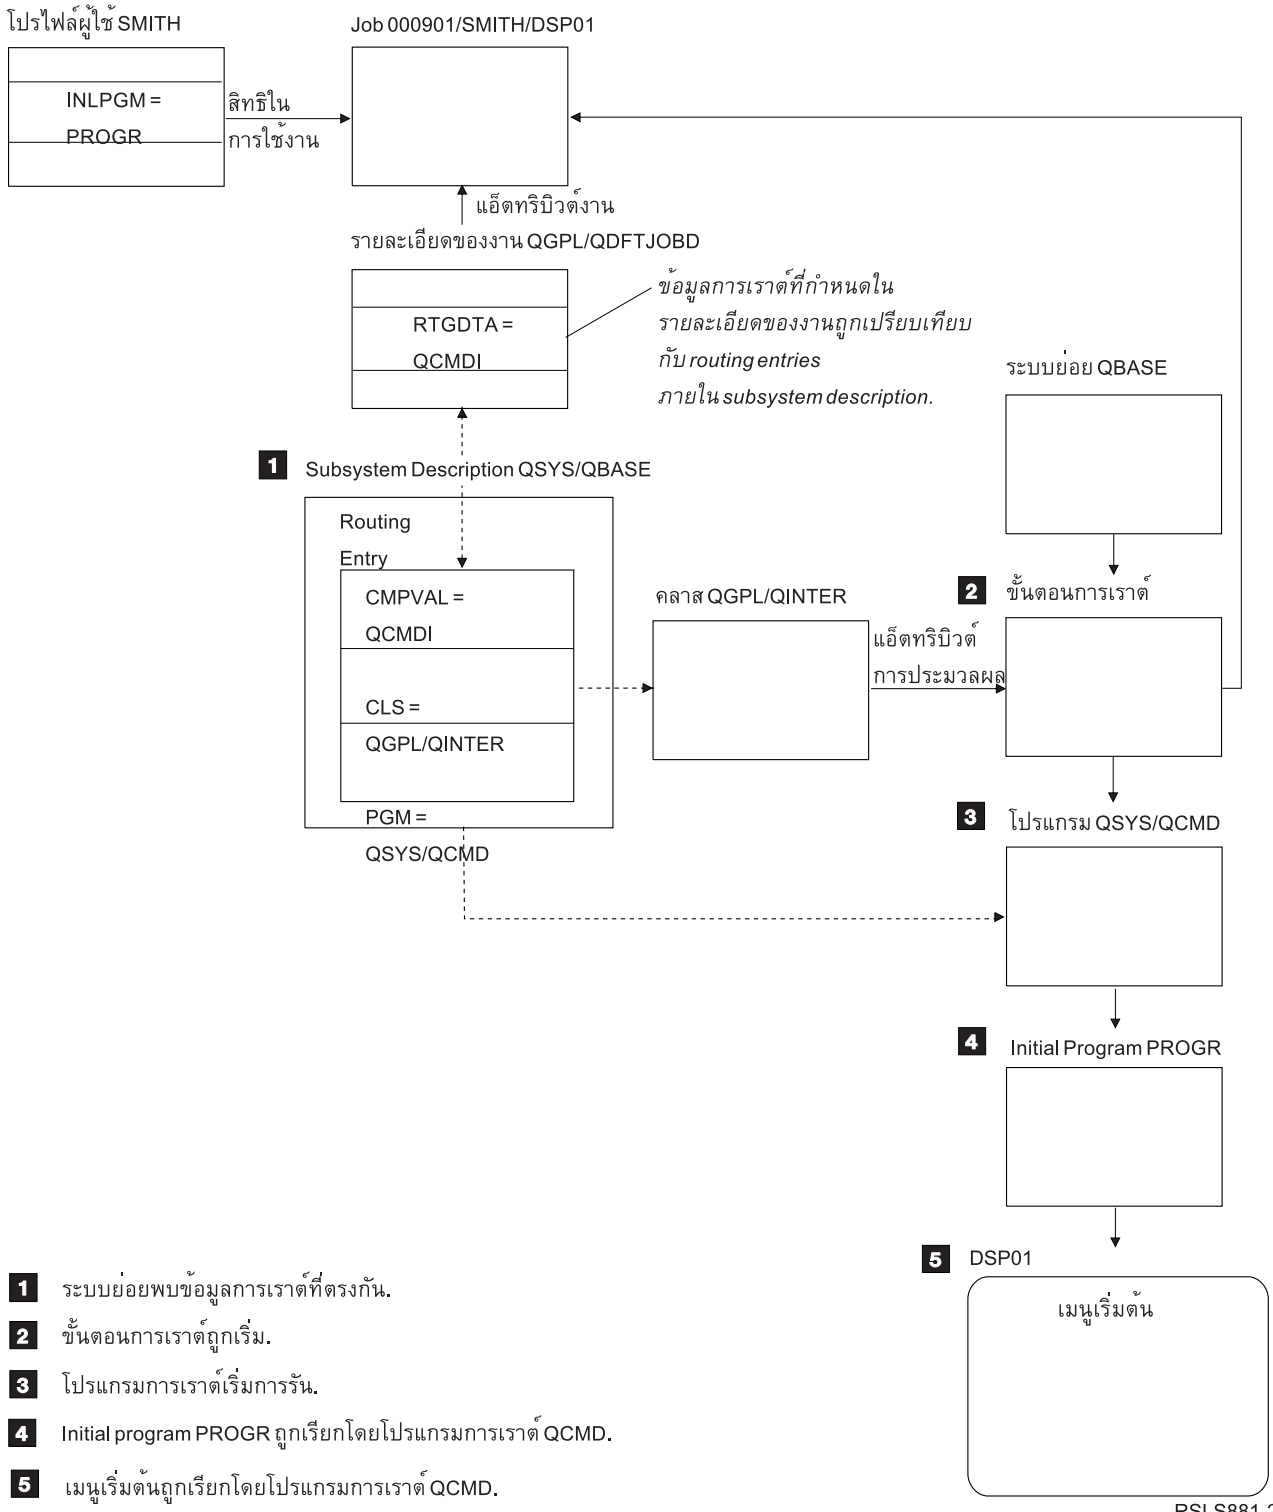 โปรไฟล์ผู้ใช้ SMITH
INLPGM =
PROGR
สิทธิใน
การใช้งาน
Job 000901/SMITH/DSP01
แอ็ตทริบิวต์งาน
รายละเอียดของงาน QGPL/QDFTJOBD
RTGDTA =
QCMDI
ข้อมูลการเราต์ที่กำหนดใน
รายละเอียดของงานถูกเปรียบเทียบ
กับ routing entries
ภายใน subsystem description.
ระบบย่อย QBASE
1 Subsystem Description QSYS/QBASE
Routing
Entry
CMPVAL =
QCMDI
CLS =
QGPL/QINTER
PGM =
QSYS/QCMD
คลาส QGPL/QINTER
แอ็ตทริบิวต์
การประมวลผล
2 ขั้นตอนการเราต์
3 โปรแกรม QSYS/QCMD
4 Initial Program PROGR
5 DSP01
เมนูเริ่มต้น
1 ระบบย่อยพบข้อมูลการเราต์ที่ตรงกัน.
2 ขั้นตอนการเราต์ถูกเริ่ม.
3 โปรแกรมการเราต์เริ่มการรัน.
4 Initial program PROGR ถูกเรียกโดยโปรแกรมการเราต์ QCMD.
5 เมนูเริ่มต้นถูกเรียกโดยโปรแกรมการเราต์ QCMD.